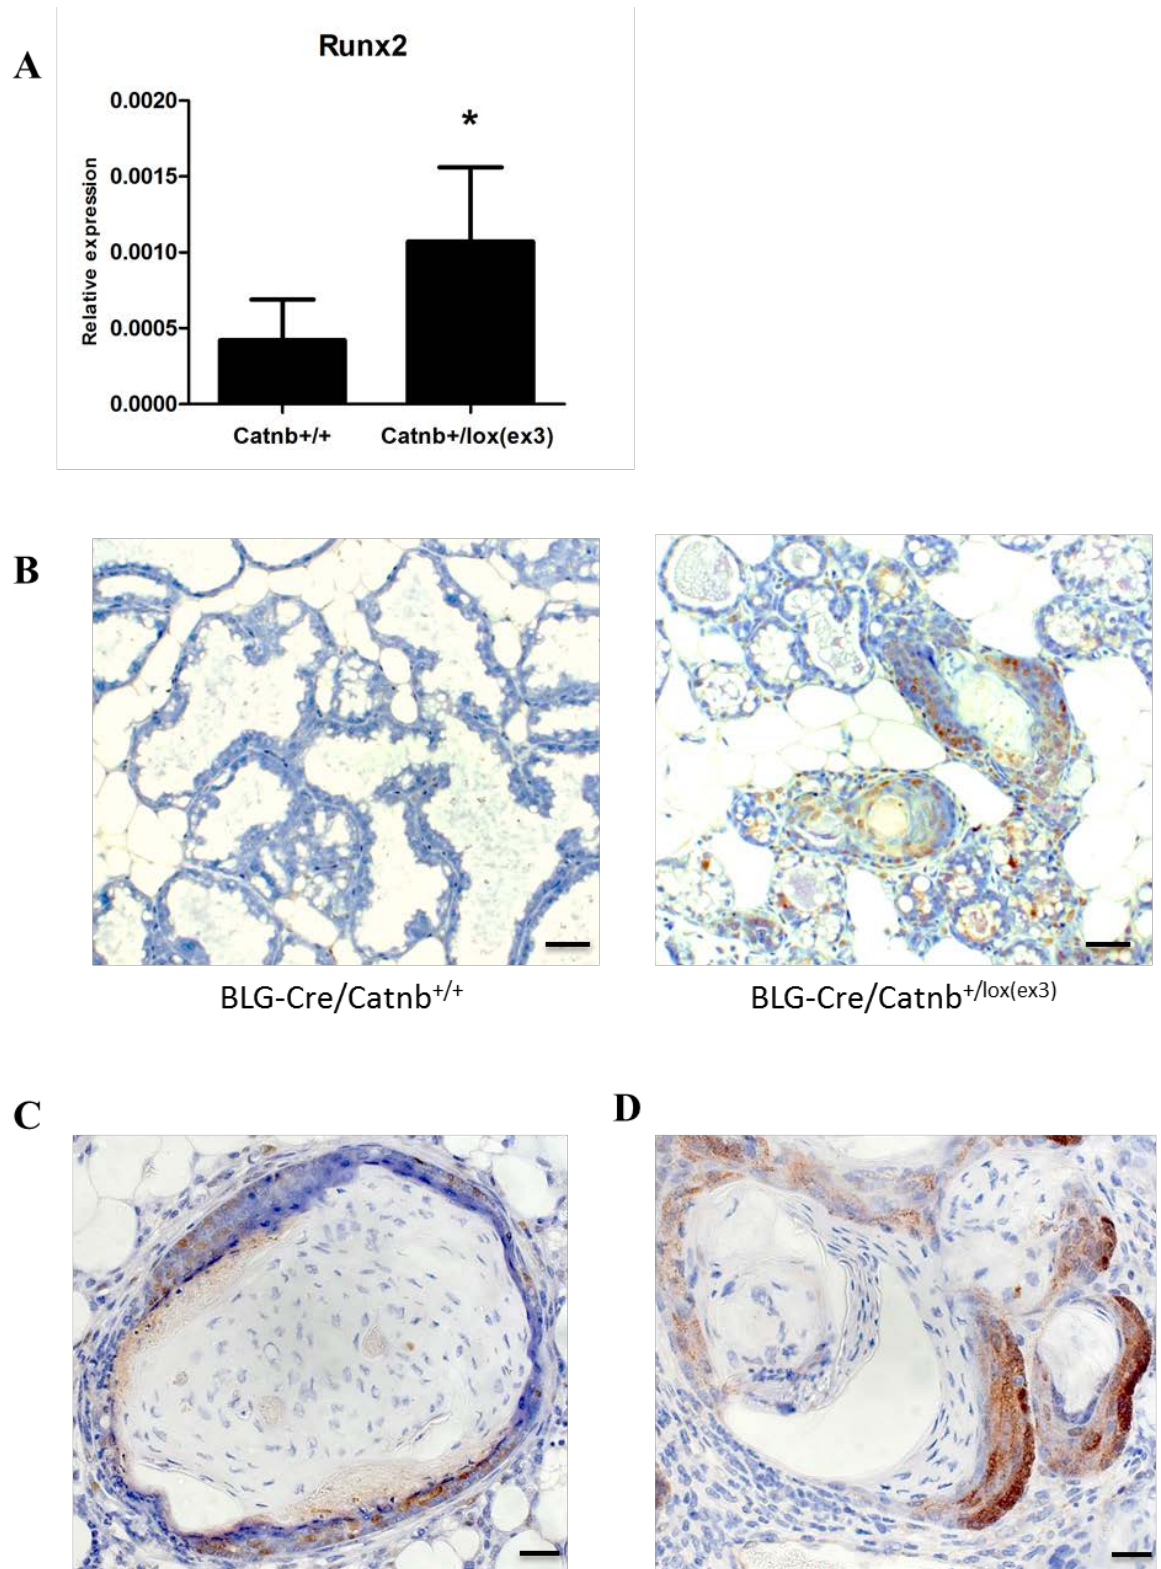 A
Runx2
0.0020
*
0.0015
0.0010
0.0005
0.0000
Relative expression
Catnb+/+ Catnb+/lox(ex3)
B
BLG-Cre/Catnb+/+ BLG-Cre/Catnb+/lox(ex3)
C D